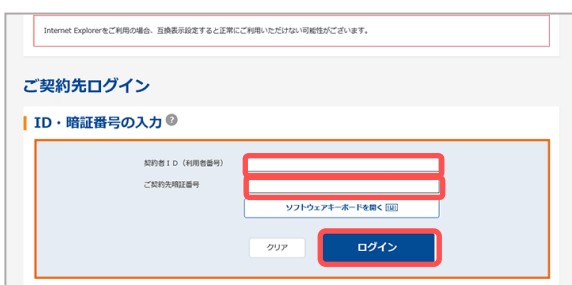 Internet Explorerをご利用の場合、互換表示設定すると正常にご利用いただけない可能性がございます。
ご契約先ログイン
ID・暗証番号の入力 ?
契約者ＩＤ（利用者番号）
ご契約先暗証番号
ソフトウェアキーボードを開く
クリア
ログイン